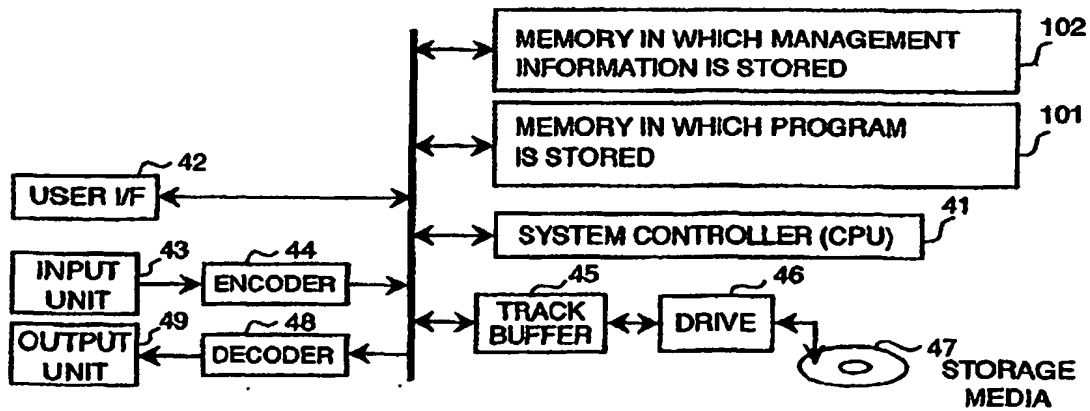 102
MEMORY IN WHICH MANAGEMENT
INFORMATION IS STORED
101
MEMORY IN WHICH PROGRAM
IS STORED
42
USER I/F
41
SYSTEM CONTROLLER (CPU)
43
INPUT
UNIT
44
ENCODER
45
TRACK
BUFFER
46
DRIVE
49
OUTPUT
UNIT
48
DECODER
47
STORAGE
MEDIA